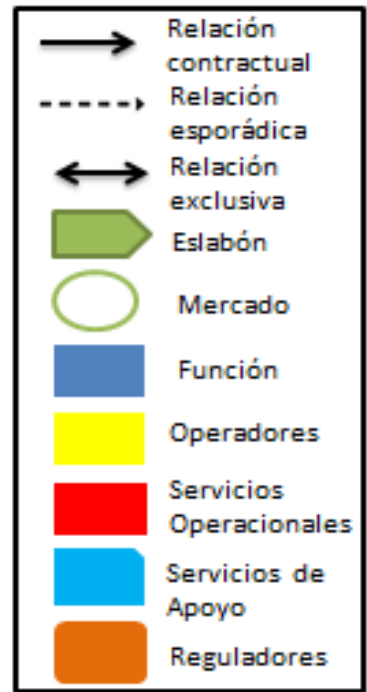 Relación
contractual
Relación
esporádica
Relación
exclusiva
Eslabón
Mercado
Función
Operadores
Servicios
Operacionales
Servicios de
Apoyo
Reguladores